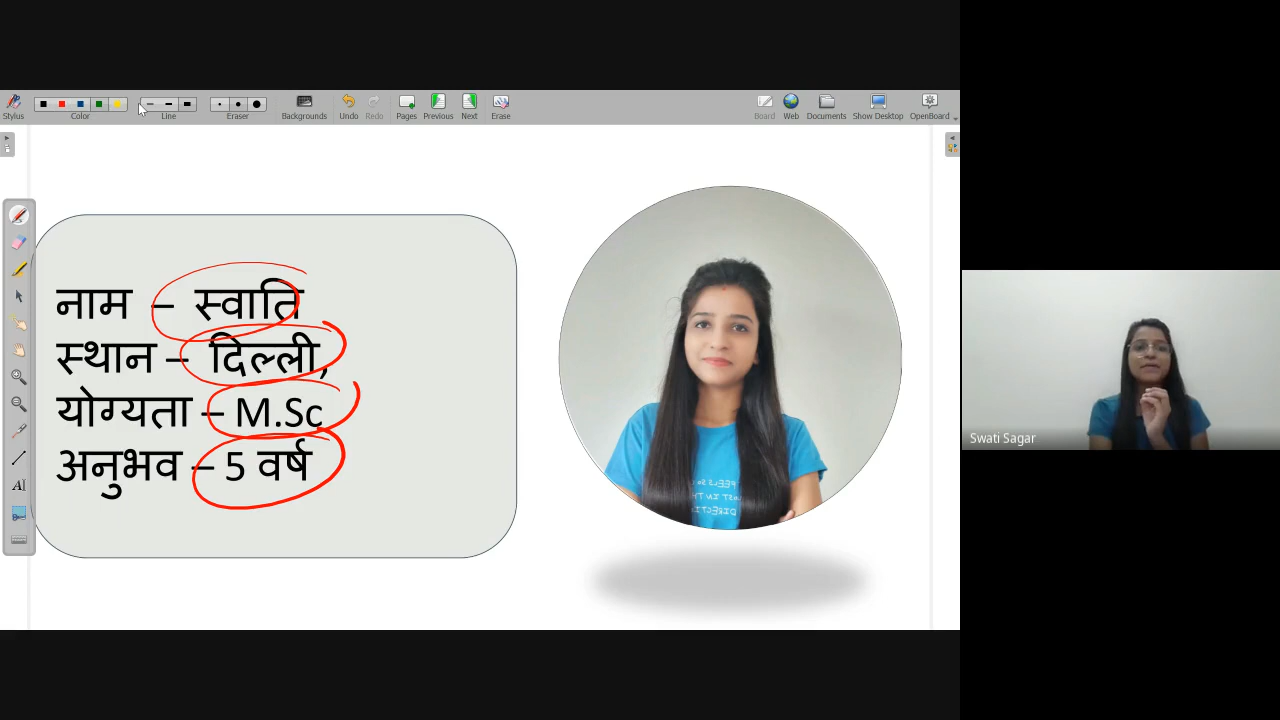 Stylus
Color
Line
Eraser
Backgrounds
Undo
Redo
Pages
Previous
Next
Erase
Board
Web
Documents
Show Desktop
OpenBoard
नाम – स्वाति
स्थान – दिल्ली,
योग्यता – M.Sc
अनुभव – 5 वर्ष
Swati Sagar